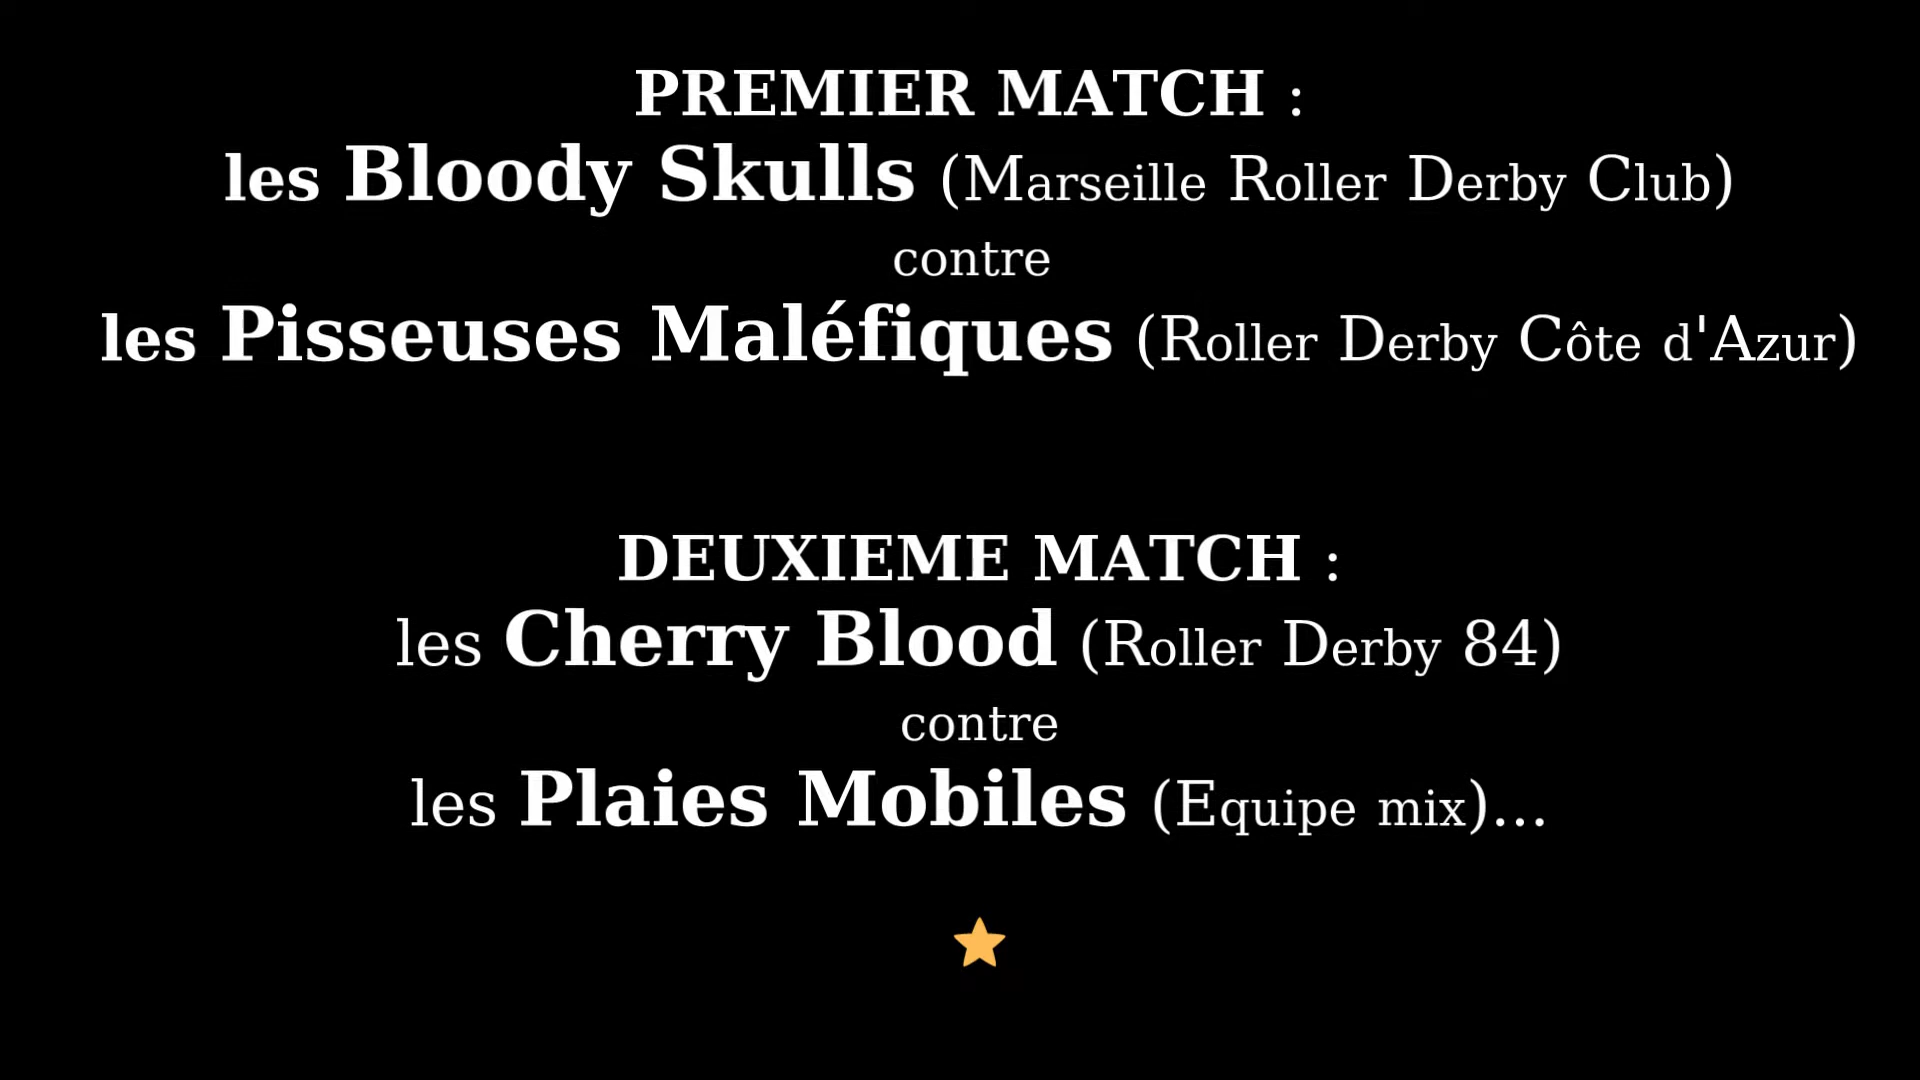 PREMIER MATCH :
les Bloody Skulls (Marseille Roller Derby Club)
contre
les Pisseuses Maléfiques (Roller Derby Côte d'Azur)
DEUXIEME MATCH :
les Cherry Blood (Roller Derby 84)
contre
les Plaies Mobiles (Equipe mix)...